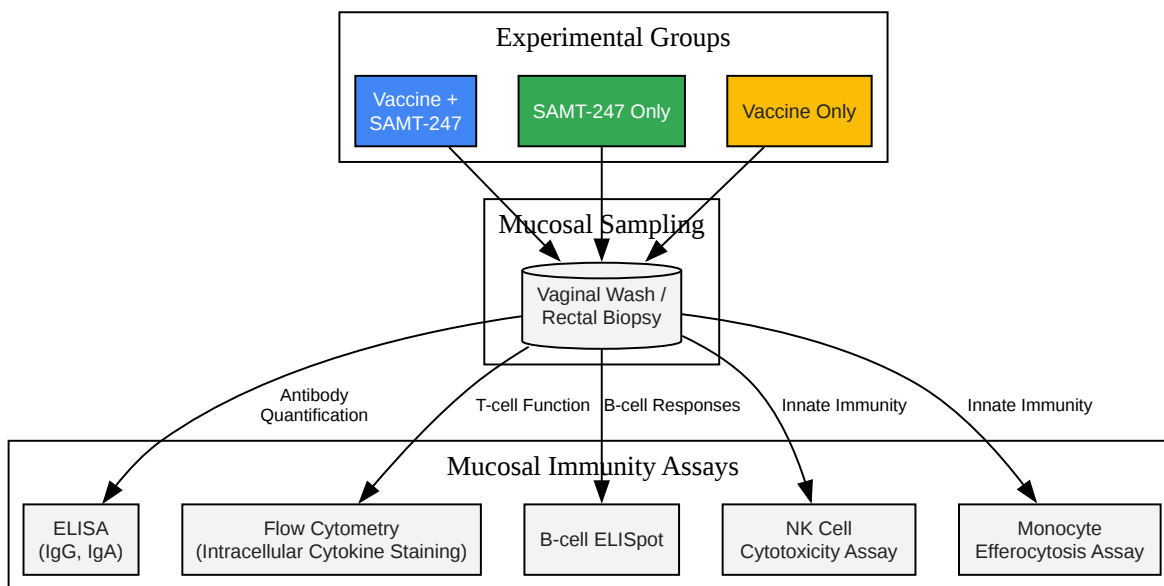 Experimental Groups
Vaccine +
SAMT-247
SAMT-247 Only
Vaccine Only
Mucosal Sampling
Vaginal Wash /
Rectal Biopsy
Antibody
Quantification
T-cell Function
B-cell Responses
Innate Immunity
Innate Immunity
Mucosal Immunity Assays
ELISA
(IgG, IgA)
Flow Cytometry
(Intracellular Cytokine Staining)
B-cell ELISpot
NK Cell
Cytotoxicity Assay
Monocyte
Efferocytosis Assay